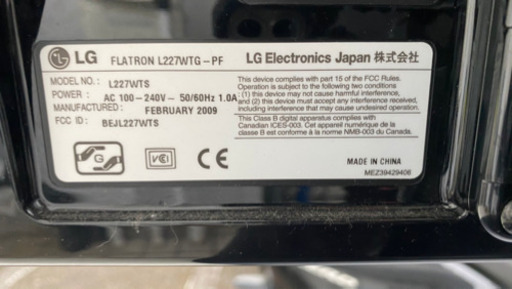 LG FLATRON L227WTG-PF LG Electronics Japan 株式会社
MODEL NO. : L227WTS
POWER : AC 100-240V~ 50/60Hz 1.0A
MANUFACTURED : FEBRUARY 2009
FCC ID : BEJL227WTS
This device complies with part 15 of the FCC Rules.
Operation is subject to the following two conditions
: (1) this device may not cause harmful interference,
and (2) this device must accept any interference
received, including interference that may cause
undesired operation.
This Class B digital apparatus complies with
Canadian ICES-003. Cet appareil numérique de la
classe B est conforme à la norme NMB-003 du Canada.
G
VCI
CE
MADE IN CHINA
MEZ39429408